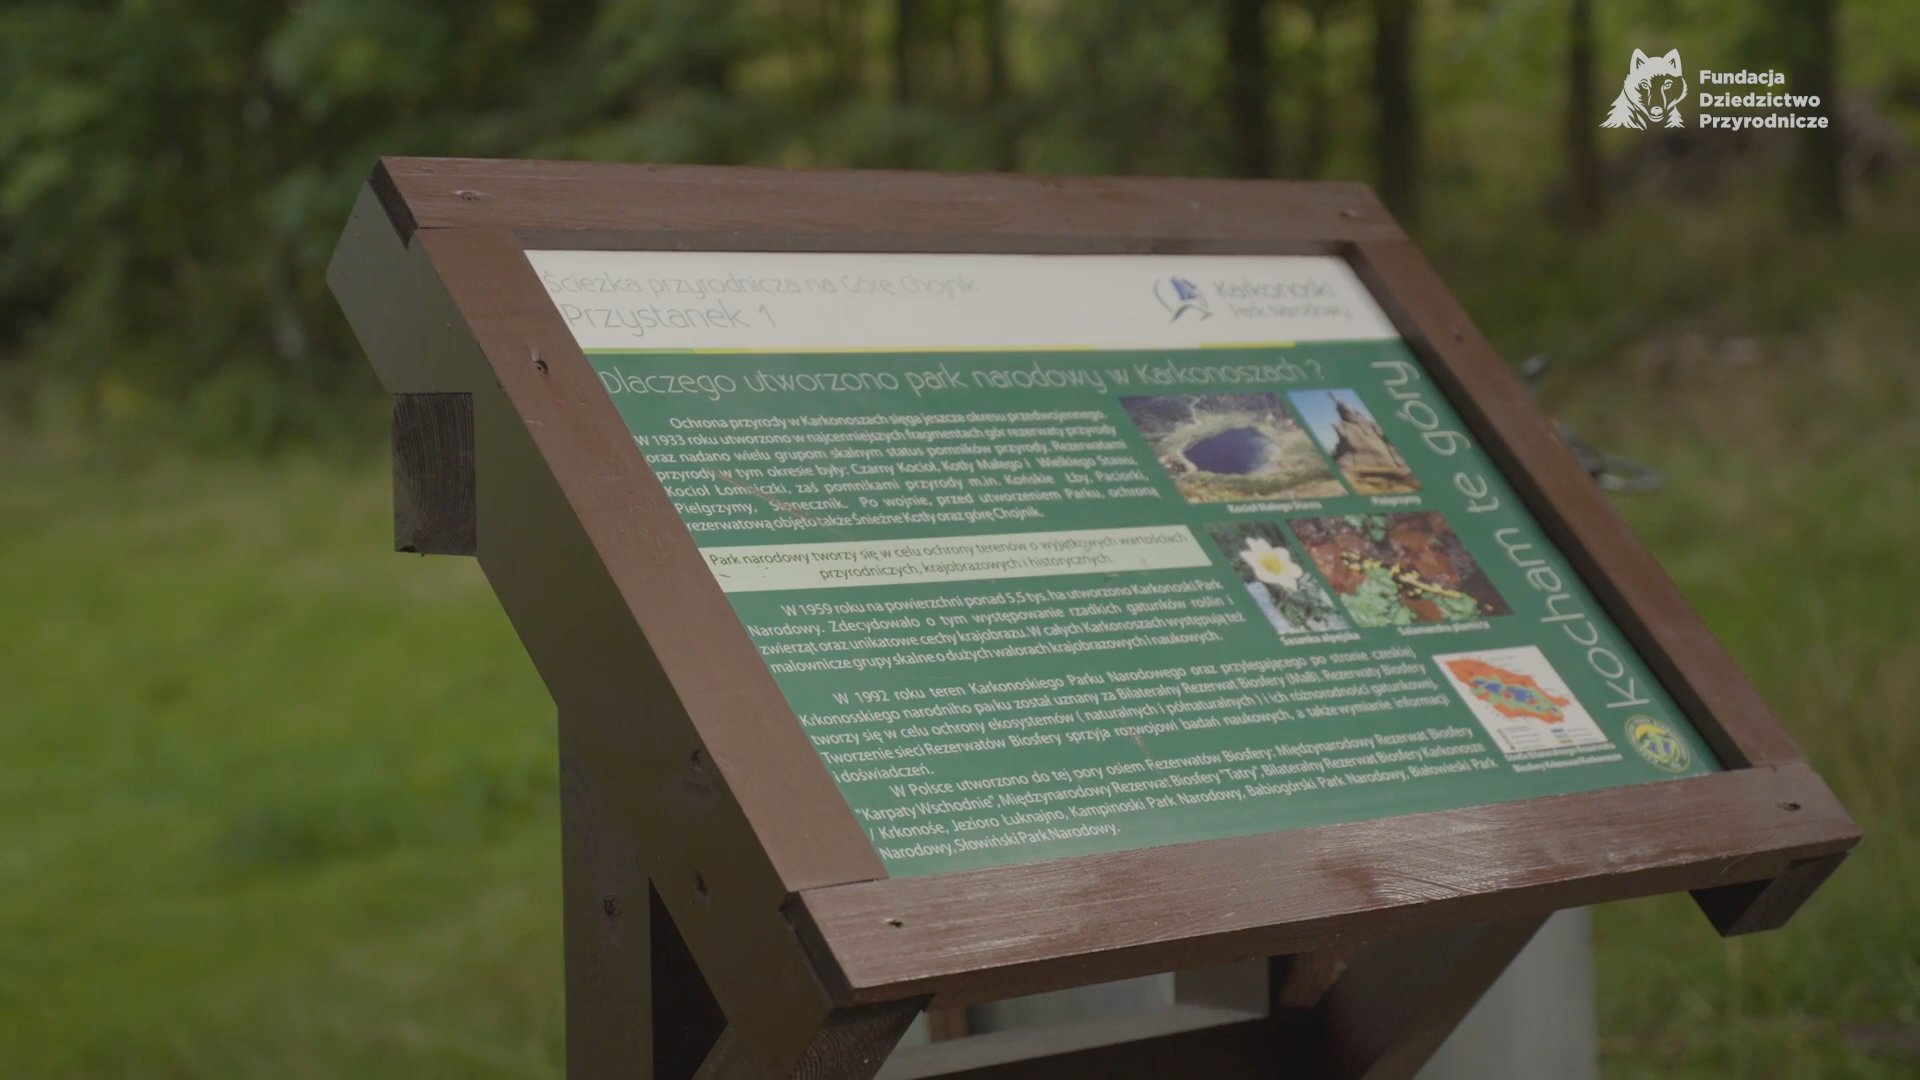 Fundacja
Dziedzictwo
Przyrodnicze
Ścieżka przyrodnicza na Górę Chojnik
Przystanek 1
Karkonoski
Park Narodowy
Dlaczego utworzono park narodowy w Karkonoszach ?
Ochrona przyrody w Karkonoszach sięga jeszcze okresu przedwojennego.
W 1933 roku utworzono w najcenniejszych fragmentach gór rezerwaty przyrody
oraz nadano wielu grupom skalnym status pomników przyrody. Rezerwatami
przyrody w tym okresie były: Czarny Kocioł, Kotły Małego i Wielkiego Stawu,
Kocioł Łomniczki, zaś pomnikami przyrody m.in. Końskie Łby, Paciorki,
Pielgrzymy, Słonecznik. Po wojnie, przed utworzeniem Parku, ochroną
rezerwatową objęto także Śnieżne Kotły oraz górę Chojnik.
Park narodowy tworzy się w celu ochrony terenów o wyjątkowych wartościach
przyrodniczych, krajobrazowych i historycznych.
W 1959 roku na powierzchni ponad 5,5 tys. ha utworzono Karkonoski Park
Narodowy. Zdecydowało o tym występowanie rzadkich gatunków roślin i
zwierząt oraz unikatowe cechy krajobrazu. W całych Karkonoszach występują też
malownicze grupy skalne o dużych walorach krajobrazowych i naukowych.
W 1992 roku teren Karkonoskiego Parku Narodowego oraz przylegającego po stronie czeskiej
Krkonosskiego narodniho parku został uznany za Bilateralny Rezerwat Biosfery (MaB). Rezerwaty Biosfery
tworzy się w celu ochrony ekosystemów ( naturalnych i półnaturalnych ) i ich różnorodności gatunkowej.
Tworzenie sieci Rezerwatów Biosfery sprzyja rozwojowi badań naukowych, a także wymianie informacji
i doświadczeń.
W Polsce utworzono do tej pory osiem Rezerwatów Biosfery: Międzynarodowy Rezerwat Biosfery
"Karpaty Wschodnie", Międzynarodowy Rezerwat Biosfery "Tatry", Bilateralny Rezerwat Biosfery Karkonosze
/ Krkonoše, Jezioro Łuknajno, Kampinoski Park Narodowy, Babiogórski Park Narodowy, Białowieski Park
Narodowy, Słowiński Park Narodowy.
Kocioł Małego Stawu
Pielgrzymy
kocham te góry